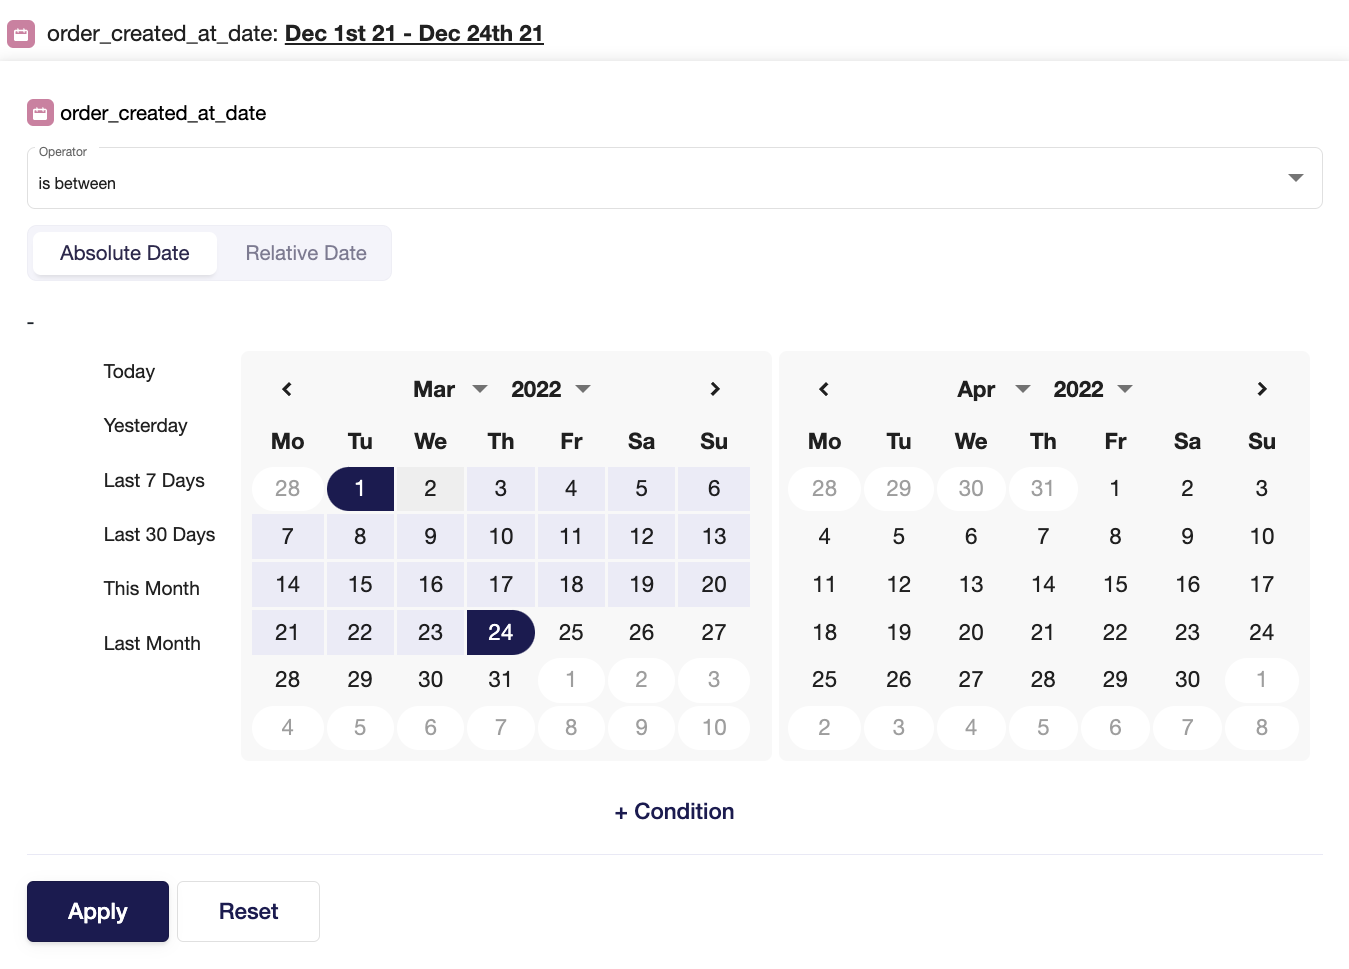 order_created_at_date: Dec 1st 21 - Dec 24th 21
order_created_at_date
Operator
is between
Absolute Date Relative Date
-
Today
Yesterday
Last 7 Days
Last 30 Days
This Month
Last Month
Mar 2022
Mo Tu We Th Fr Sa Su
28 1 2 3 4 5 6
7 8 9 10 11 12 13
14 15 16 17 18 19 20
21 22 23 24 25 26 27
28 29 30 31 1 2 3
4 5 6 7 8 9 10
Apr 2022
Mo Tu We Th Fr Sa Su
28 29 30 31 1 2 3
4 5 6 7 8 9 10
11 12 13 14 15 16 17
18 19 20 21 22 23 24
25 26 27 28 29 30 1
2 3 4 5 6 7 8
+ Condition
Apply Reset